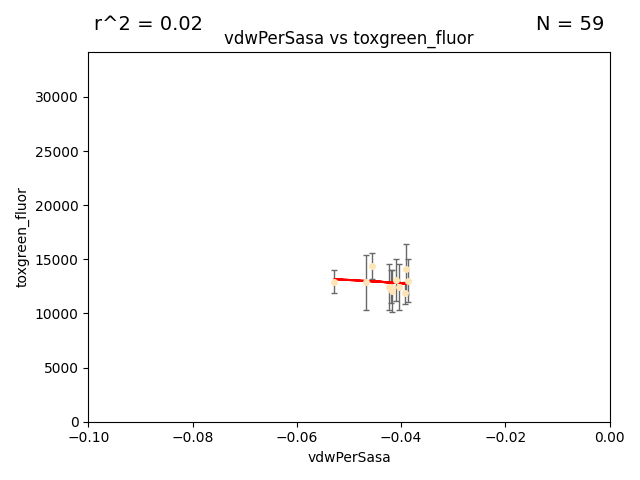 r^2 = 0.02
N = 59
vdwPerSasa vs toxgreen_fluor
30000
25000
20000
15000
10000
5000
0
toxgreen_fluor
−0.10
−0.08
−0.06
−0.04
−0.02
0.00
vdwPerSasa